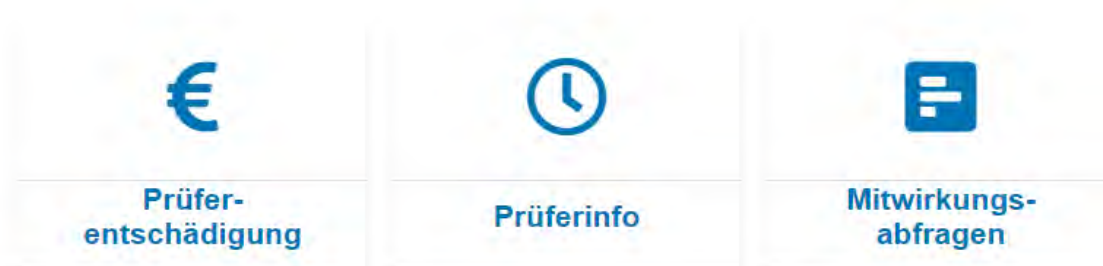 Prüfer-
entschädigung
Prüferinfo
Mitwirkungs-
abfragen